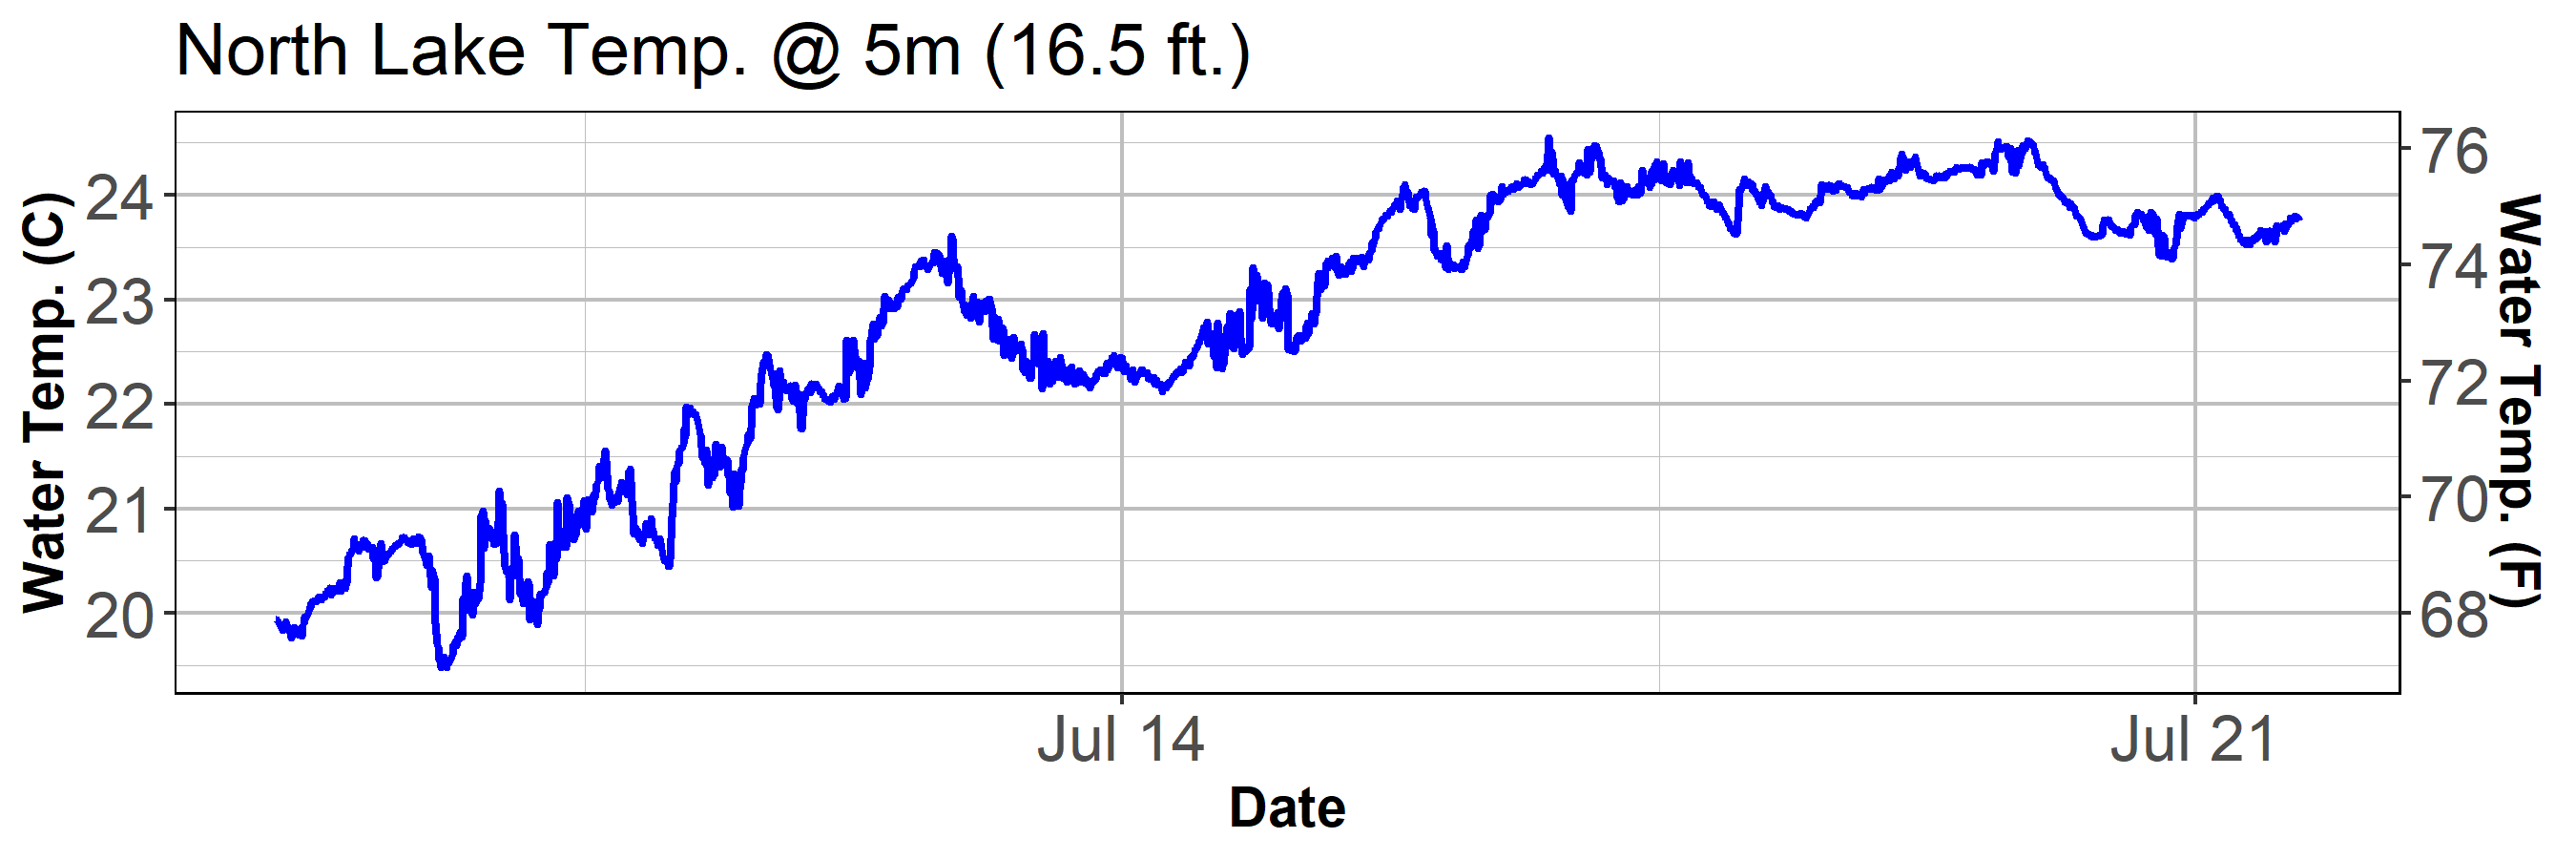 North Lake Temp. @ 5m (16.5 ft.)
Water Temp. (C)
24
23
22
21
20
76
74
72
70
68
Water Temp. (F)
Jul 14
Jul 21
Date